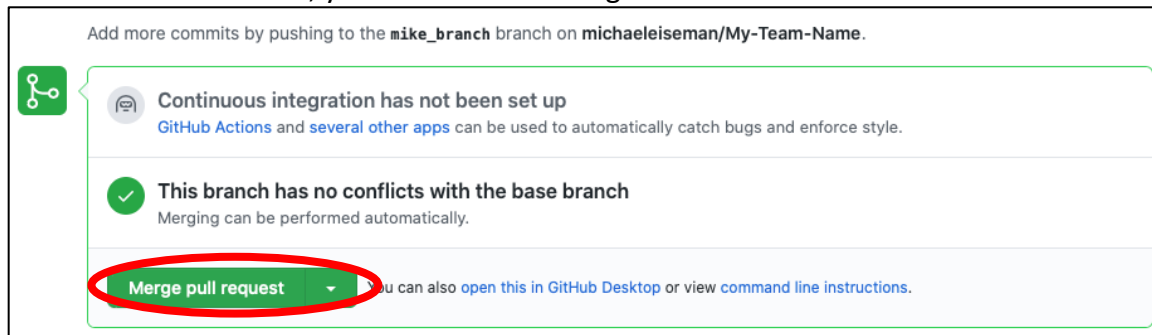 Add more commits by pushing to the mike_branch branch on michaeleiseman/My-Team-Name.
Continuous integration has not been set up
GitHub Actions and several other apps can be used to automatically catch bugs and enforce style.
This branch has no conflicts with the base branch
Merging can be performed automatically.
Merge pull request You can also open this in GitHub Desktop or view command line instructions.